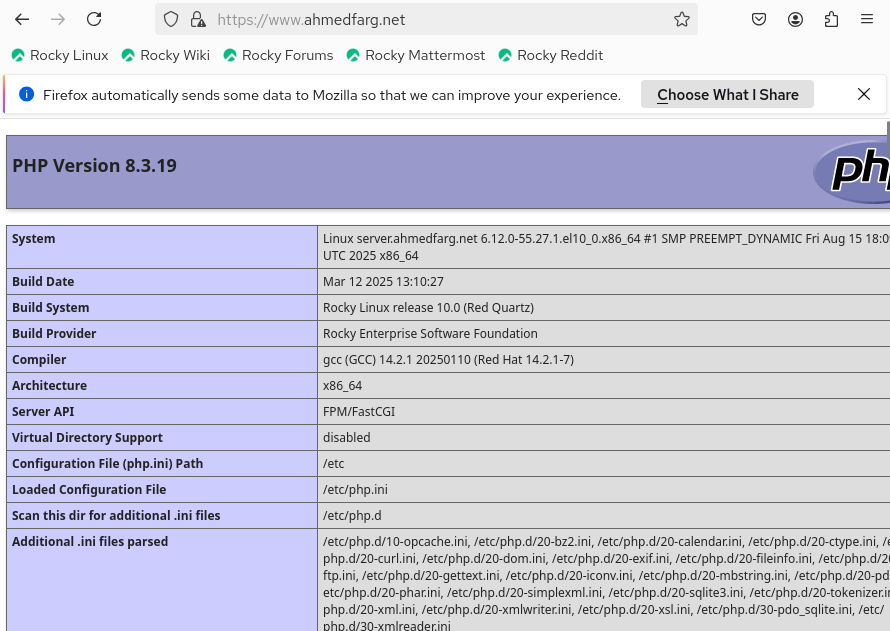 https://www.ahmedfarg.net
Rocky Linux Rocky Wiki Rocky Forums Rocky Mattermost Rocky Reddit
Firefox automatically sends some data to Mozilla so that we can improve your experience. Choose What I Share
PHP Version 8.3.19
php
System Linux server.ahmedfarg.net 6.12.0-55.27.1.el10_0.x86_64 #1 SMP PREEMPT_DYNAMIC Fri Aug 15 18:0
UTC 2025 x86_64
Build Date Mar 12 2025 13:10:27
Build System Rocky Linux release 10.0 (Red Quartz)
Build Provider Rocky Enterprise Software Foundation
Compiler gcc (GCC) 14.2.1 20250110 (Red Hat 14.2.1-7)
Architecture x86_64
Server API FPM/FastCGI
Virtual Directory Support disabled
Configuration File (php.ini) Path /etc
Loaded Configuration File /etc/php.ini
Scan this dir for additional .ini files /etc/php.d
Additional .ini files parsed /etc/php.d/10-opcache.ini, /etc/php.d/20-bz2.ini, /etc/php.d/20-calendar.ini, /etc/php.d/20-ctype.ini,
php.d/20-curl.ini, /etc/php.d/20-dom.ini, /etc/php.d/20-exif.ini, /etc/php.d/20-fileinfo.ini,
ftp.ini, /etc/php.d/20-gettext.ini, /etc/php.d/20-iconv.ini, /etc/php.d/20-mbstring.ini, /etc/php.d/20-pd
etc/php.d/20-phar.ini, /etc/php.d/20-simplexml.ini, /etc/php.d/20-sqlite3.ini, /etc/php.d/20-tokenizer.in
php.d/20-xml.ini, /etc/php.d/20-xmlwriter.ini, /etc/php.d/20-xsl.ini, /etc/php.d/30-pdo_sqlite.ini, /etc/
php.d/30-xmlreader.ini